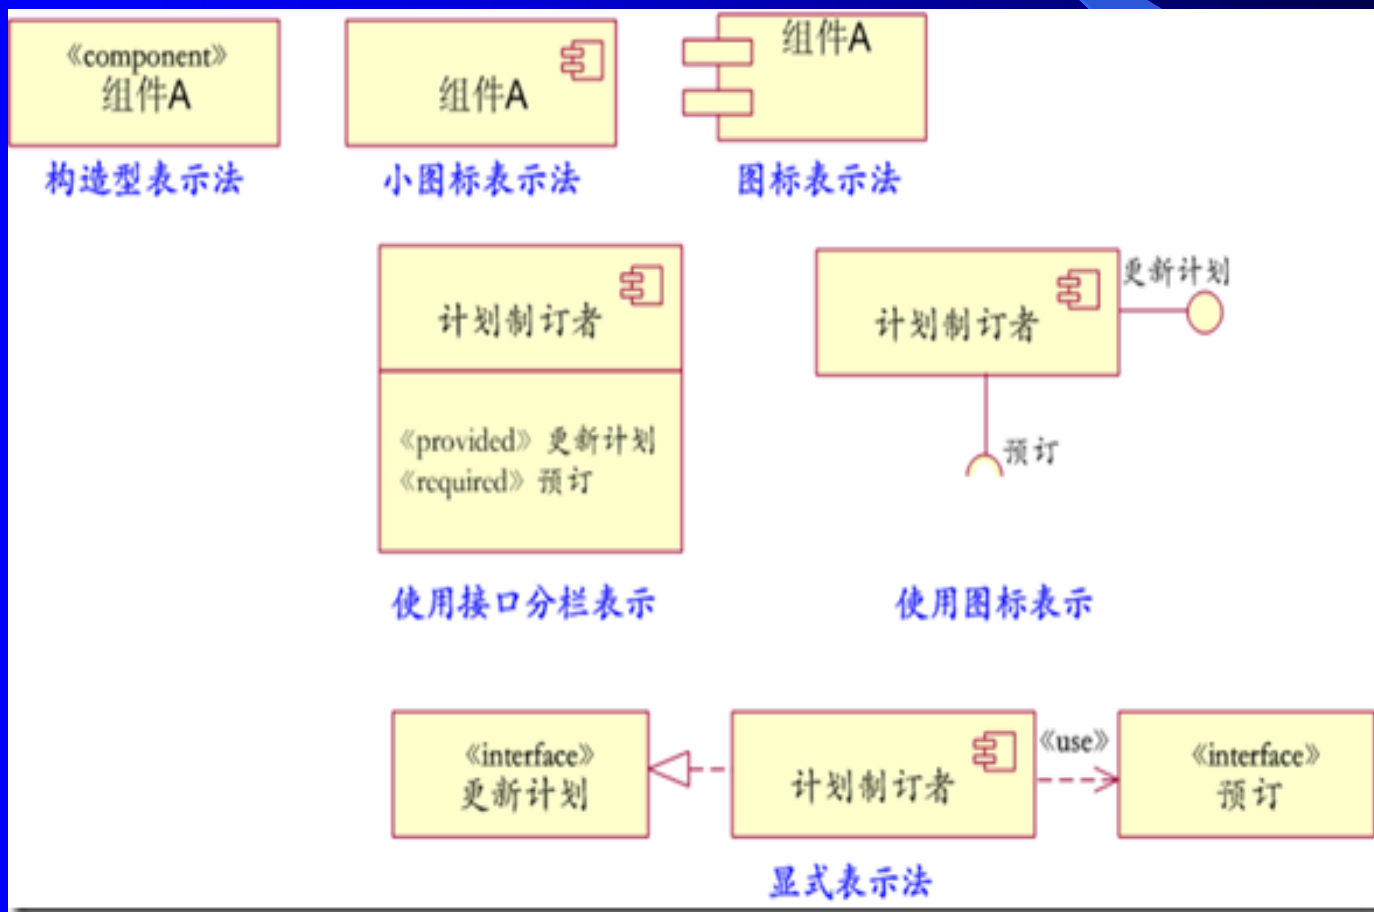 《component》
组件A
组件A
组件A
构造型表示法
小图标表示法
图标表示法
计划制订者
《provided》更新计划
《required》预订
计划制订者
更新计划
预订
使用接口分栏表示
使用图标表示
《interface》
更新计划
计划制订者
《use》
《interface》
预订
显式表示法